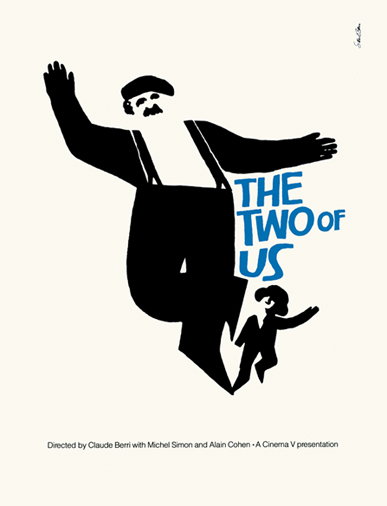 THE
TWO OF
US
Directed by Claude Berri with Michel Simon and Alain Cohen • A Cinema V presentation